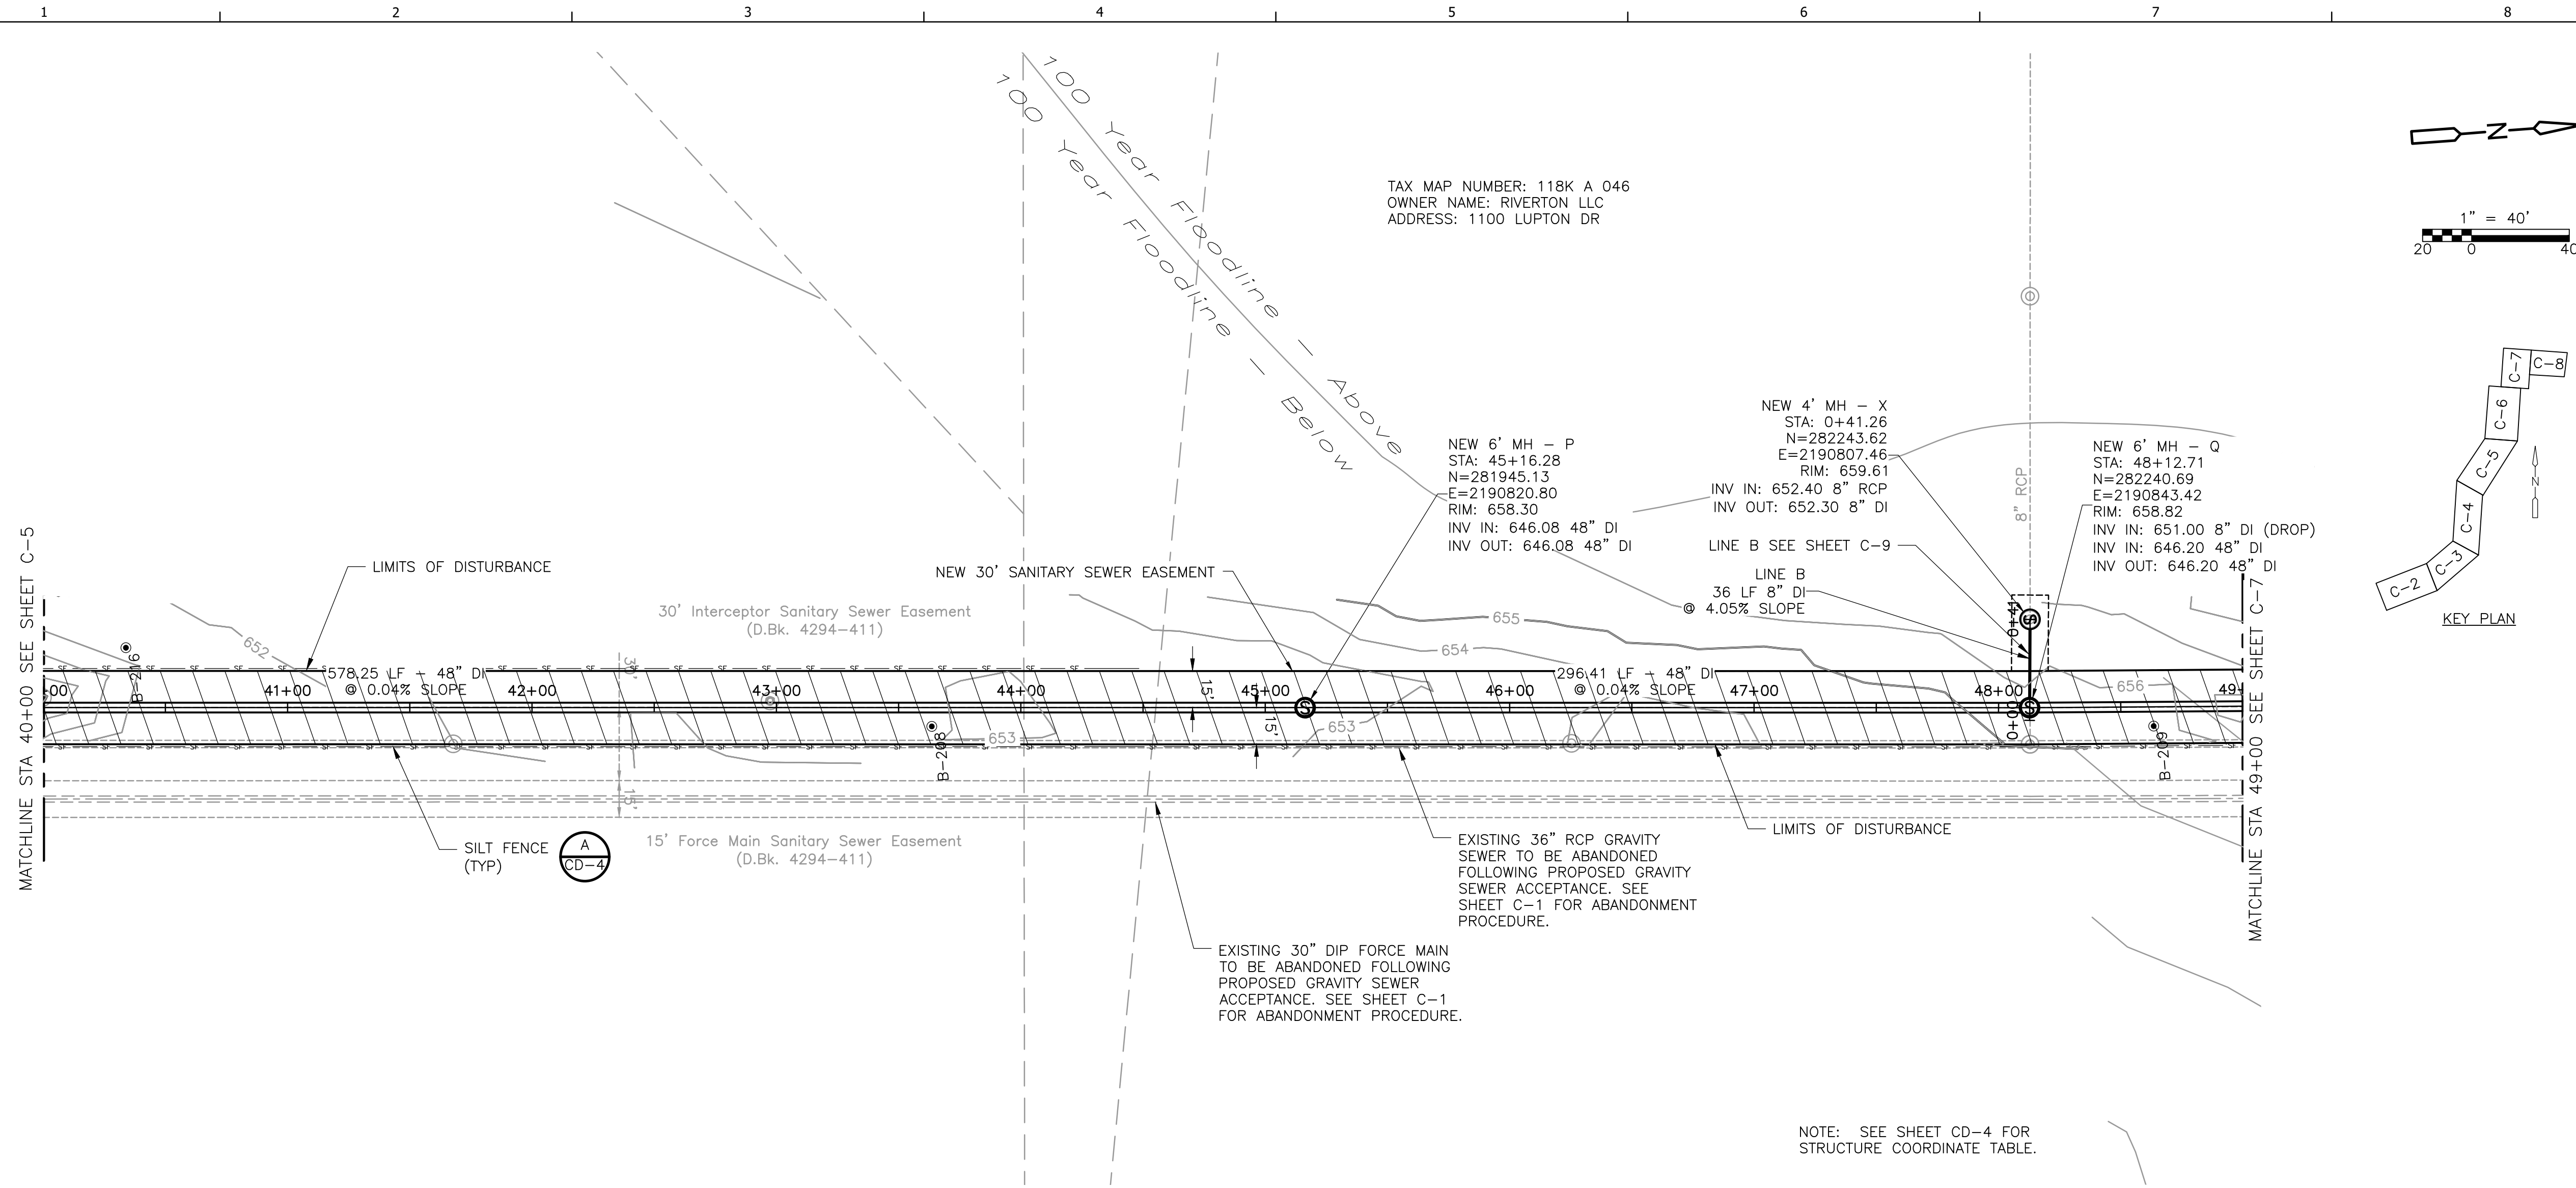 1
2
3
4
5
6
7
8
100 Year Floodline – Above
100 Year Floodline – Below
TAX MAP NUMBER: 118K A 046
OWNER NAME: RIVERTON LLC
ADDRESS: 1100 LUPTON DR
N
1" = 40'
20 0 40
C-7
C-8
C-6
C-5
C-4
C-3
C-2
N
KEY PLAN
NEW 4' MH – X
STA: 0+41.26
N=282243.62
E=2190807.46
RIM: 659.61
INV IN: 652.40 8" RCP
INV OUT: 652.30 8" DI
NEW 6' MH – P
STA: 45+16.28
N=281945.13
E=2190820.80
RIM: 658.30
INV IN: 646.08 48" DI
INV OUT: 646.08 48" DI
NEW 6' MH – Q
STA: 48+12.71
N=282240.69
E=2190843.42
RIM: 658.82
INV IN: 651.00 8" DI (DROP)
INV IN: 646.20 48" DI
INV OUT: 646.20 48" DI
8" RCP
LINE B SEE SHEET C-9
LINE B
36 LF 8" DI
@ 4.05% SLOPE
MATCHLINE STA 40+00 SEE SHEET C-5
LIMITS OF DISTURBANCE
NEW 30' SANITARY SEWER EASEMENT
30' Interceptor Sanitary Sewer Easement
(D.Bk. 4294-411)
652
655
654
656
653
653
B-216
B-208
B-209
578.25 LF – 48" DI
@ 0.04% SLOPE
296.41 LF – 48" DI
@ 0.04% SLOPE
+00
41+00
42+00
43+00
44+00
45+00
46+00
47+00
48+00
49+
0+41
0+00
30'
15'
15'
15'
S
S
S
MATCHLINE STA 49+00 SEE SHEET C-7
SILT FENCE
(TYP)
A
CD-4
15' Force Main Sanitary Sewer Easement
(D.Bk. 4294-411)
EXISTING 36" RCP GRAVITY
SEWER TO BE ABANDONED
FOLLOWING PROPOSED GRAVITY
SEWER ACCEPTANCE. SEE
SHEET C-1 FOR ABANDONMENT
PROCEDURE.
LIMITS OF DISTURBANCE
EXISTING 30" DIP FORCE MAIN
TO BE ABANDONED FOLLOWING
PROPOSED GRAVITY SEWER
ACCEPTANCE. SEE SHEET C-1
FOR ABANDONMENT PROCEDURE.
NOTE: SEE SHEET CD-4 FOR
STRUCTURE COORDINATE TABLE.